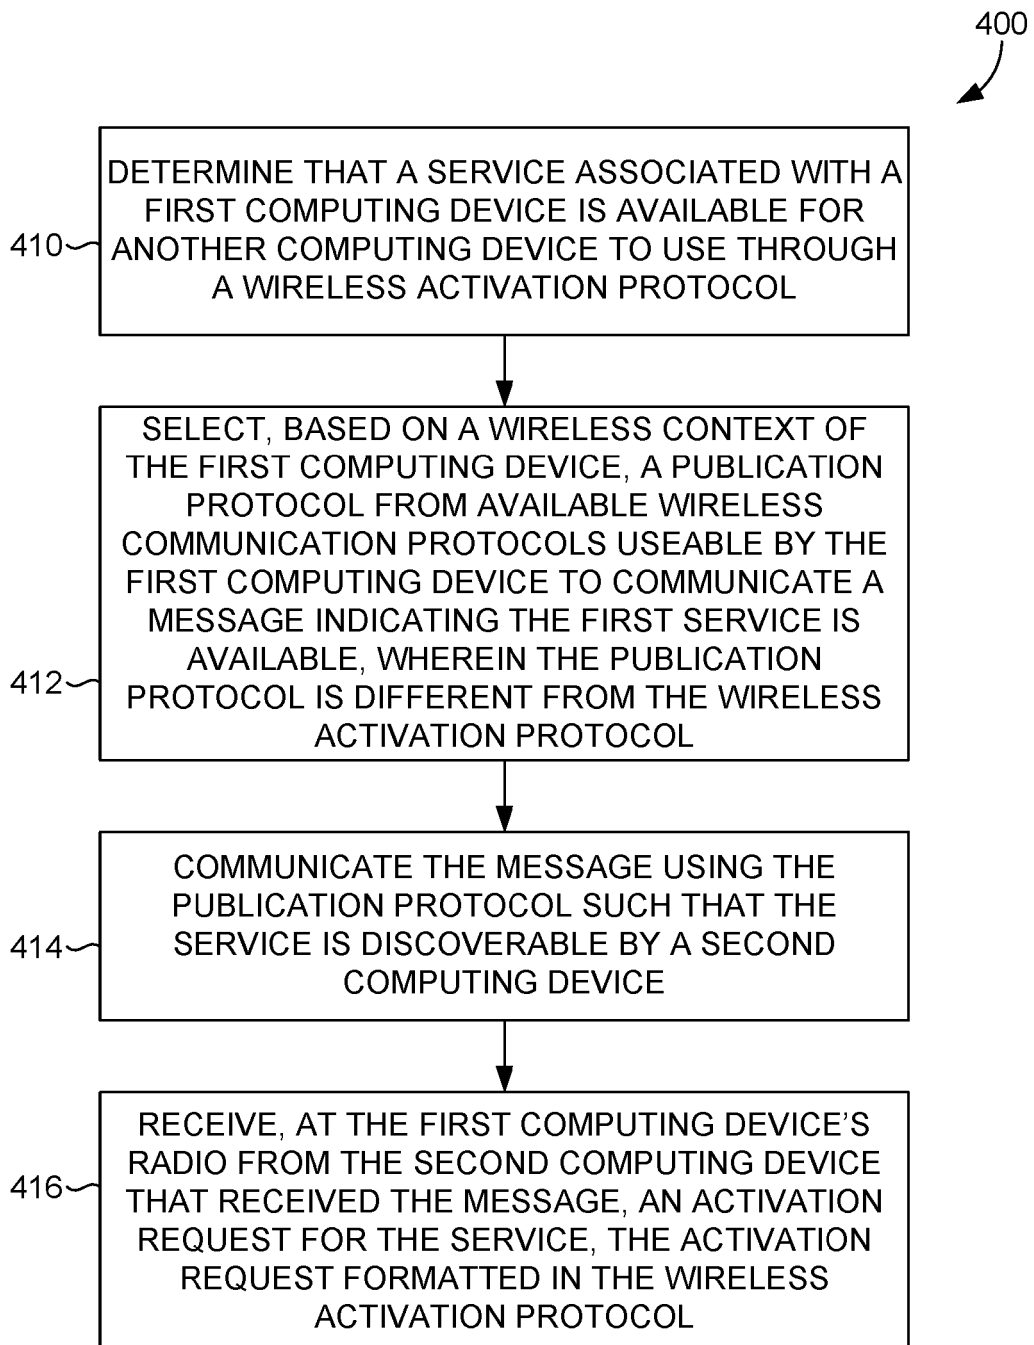 400
DETERMINE THAT A SERVICE ASSOCIATED WITH A
FIRST COMPUTING DEVICE IS AVAILABLE FOR
ANOTHER COMPUTING DEVICE TO USE THROUGH
A WIRELESS ACTIVATION PROTOCOL
410
SELECT, BASED ON A WIRELESS CONTEXT OF
THE FIRST COMPUTING DEVICE, A PUBLICATION
PROTOCOL FROM AVAILABLE WIRELESS
COMMUNICATION PROTOCOLS USEABLE BY THE
FIRST COMPUTING DEVICE TO COMMUNICATE A
MESSAGE INDICATING THE FIRST SERVICE IS
AVAILABLE, WHEREIN THE PUBLICATION
PROTOCOL IS DIFFERENT FROM THE WIRELESS
ACTIVATION PROTOCOL
412
COMMUNICATE THE MESSAGE USING THE
PUBLICATION PROTOCOL SUCH THAT THE
SERVICE IS DISCOVERABLE BY A SECOND
COMPUTING DEVICE
414
RECEIVE, AT THE FIRST COMPUTING DEVICE'S
RADIO FROM THE SECOND COMPUTING DEVICE
THAT RECEIVED THE MESSAGE, AN ACTIVATION
REQUEST FOR THE SERVICE, THE ACTIVATION
REQUEST FORMATTED IN THE WIRELESS
ACTIVATION PROTOCOL
416